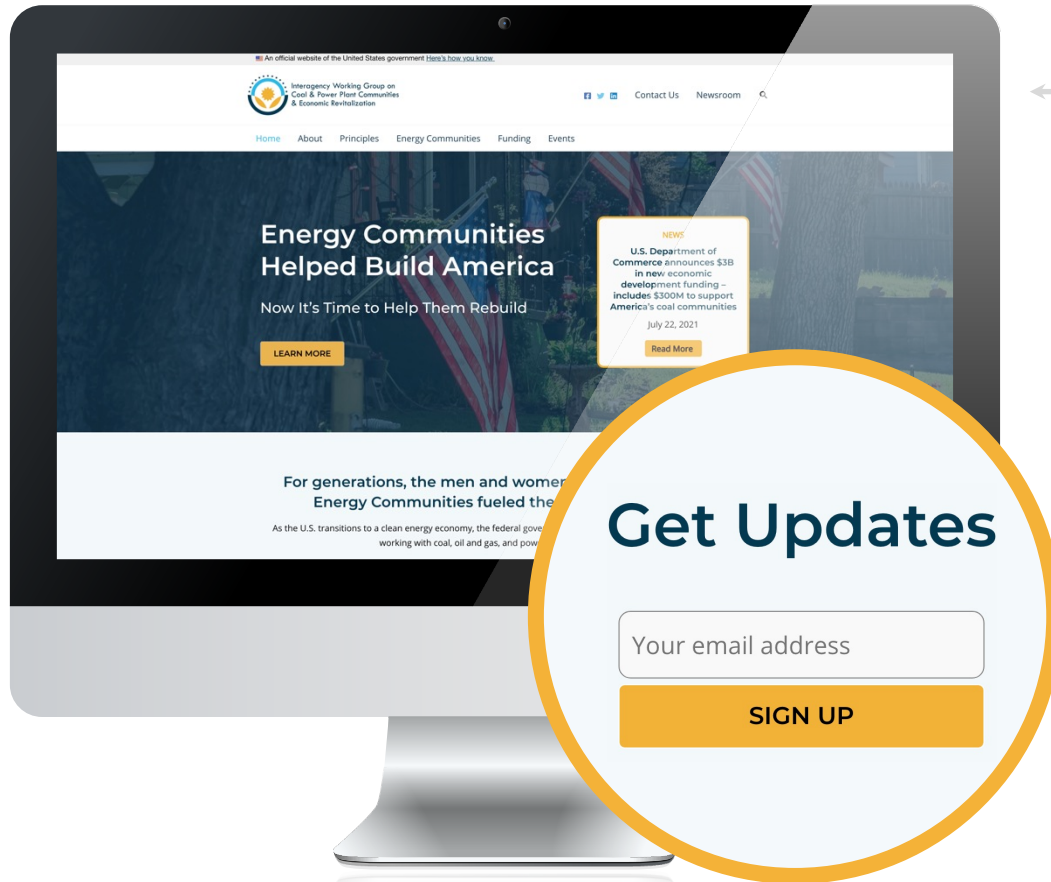 An official website of the United States government Here's how you know.
Interagency Working Group on
Coal & Power Plant Communities
& Economic Revitalization
Contact Us Newsroom
Home About Principles Energy Communities Funding Events
Energy Communities
Helped Build America
Now It's Time to Help Them Rebuild
LEARN MORE
NEWS
U.S. Department of
Commerce announces $3B
in new economic
development funding –
includes $300M to support
America's coal communities
July 22, 2021
Read More
For generations, the men and women
Energy Communities fueled the
As the U.S. transitions to a clean energy economy, the federal gove
working with coal, oil and gas, and pow
Get Updates
Your email address
SIGN UP